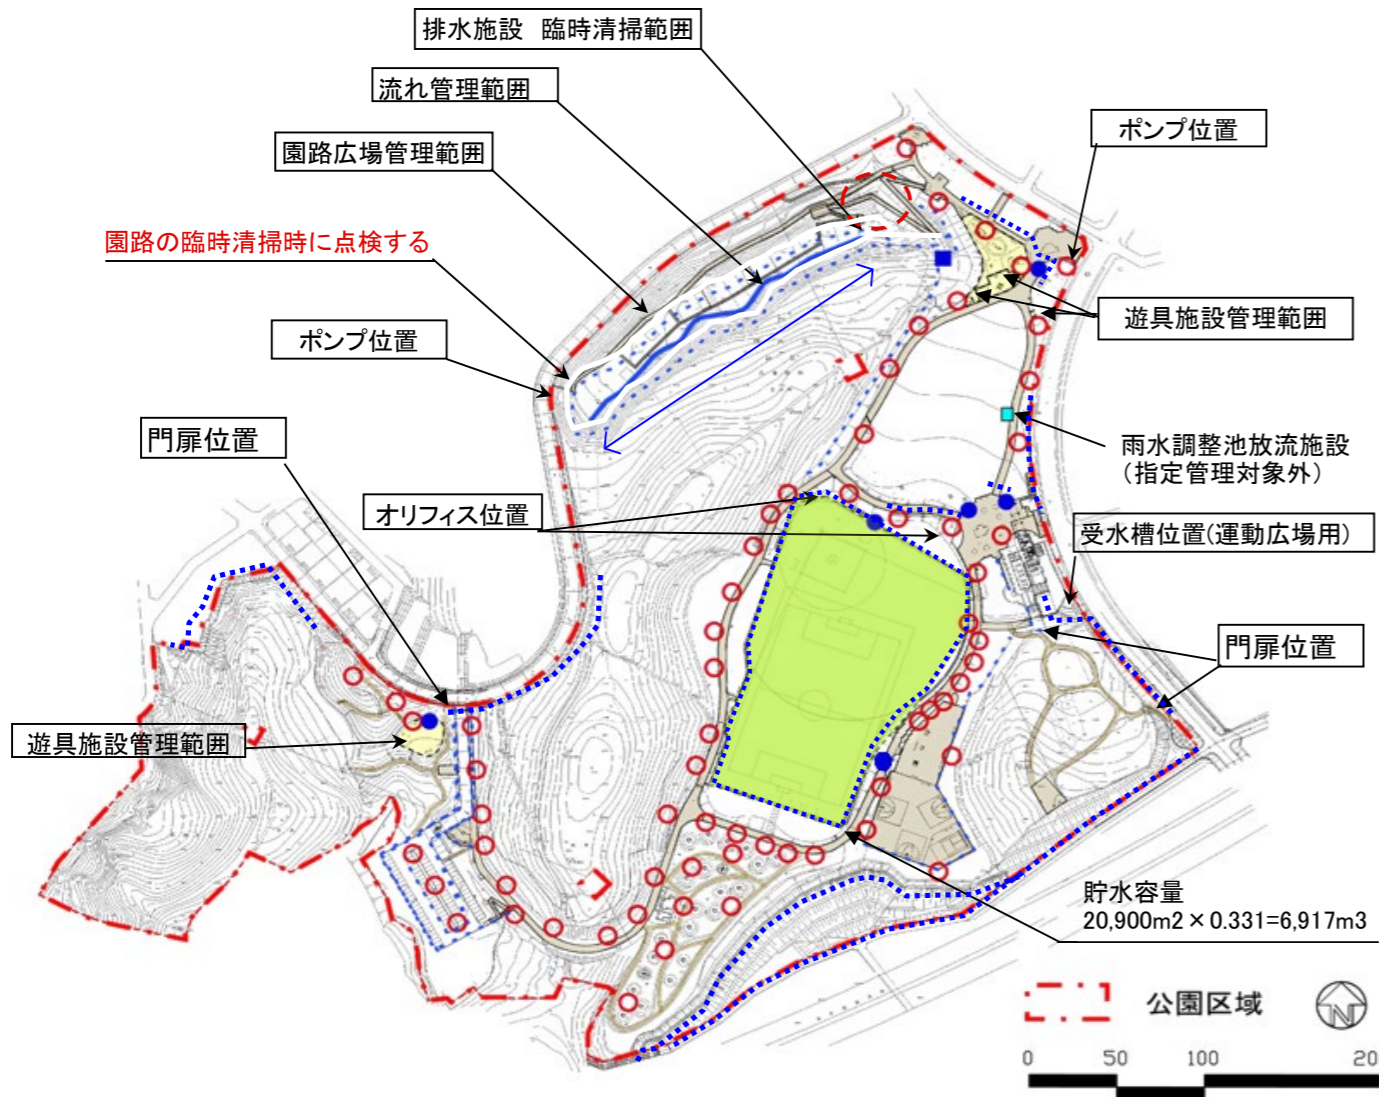 排水施設　臨時清掃範囲
流れ管理範囲
ポンプ位置
園路広場管理範囲
園路の臨時清掃時に点検する
遊具施設管理範囲
ポンプ位置
門扉位置
雨水調整池放流施設
（指定管理対象外）
オリフィス位置
受水槽位置(運動広場用)
門扉位置
遊具施設管理範囲
貯水容量
20,900m2×0.331=6,917m3
公園区域
N
0 50 100 20